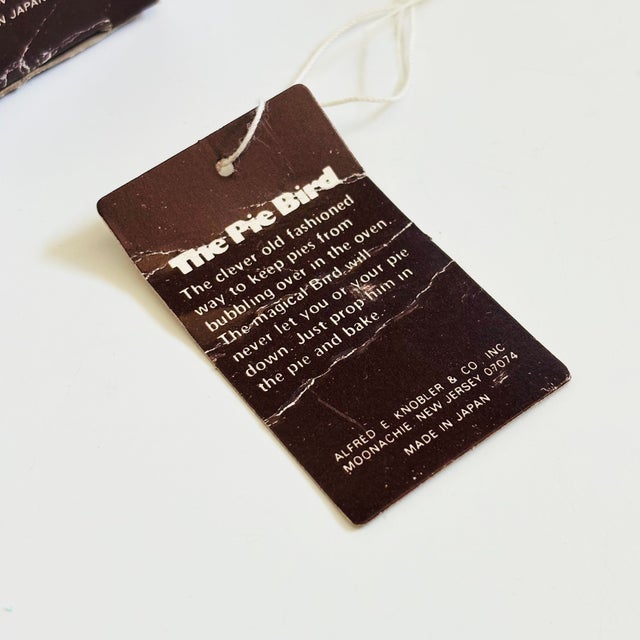 N JAPAN
The Pie Bird
The clever old fashioned
way to keep pies from
bubbling over in the oven.
The magical Bird will
never let you or your pie
down. Just prop him in
the pie and bake.
ALFRED E KNOBLER & CO. INC
MOONACHIE NEW JERSEY 07074
MADE IN JAPAN